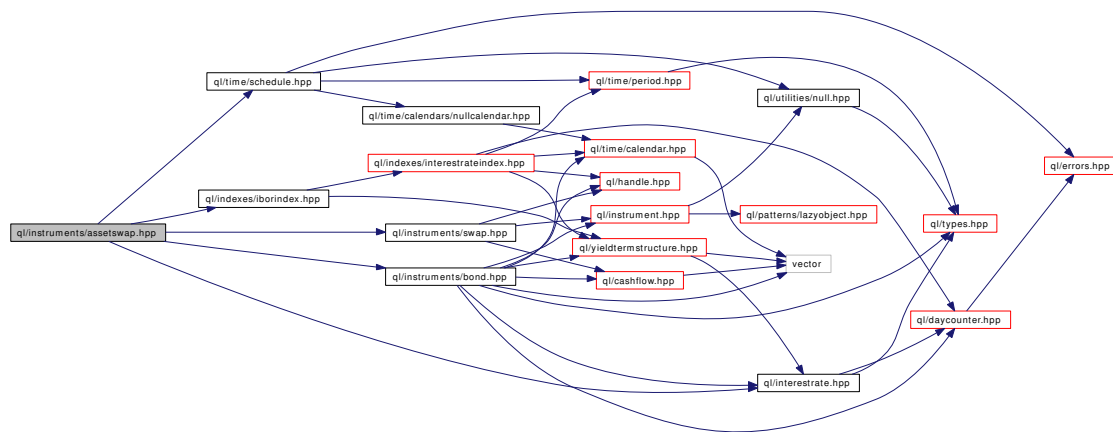 ql/instruments/assetswap.hpp
ql/time/schedule.hpp
ql/indexes/iborindex.hpp
ql/time/calendars/nullcalendar.hpp
ql/indexes/interestrateindex.hpp
ql/instruments/swap.hpp
ql/instruments/bond.hpp
ql/time/period.hpp
ql/time/calendar.hpp
ql/handle.hpp
ql/instrument.hpp
ql/yieldtermstructure.hpp
ql/cashflow.hpp
ql/utilities/null.hpp
ql/patterns/lazyobject.hpp
vector
ql/interestrate.hpp
ql/types.hpp
ql/daycounter.hpp
ql/errors.hpp